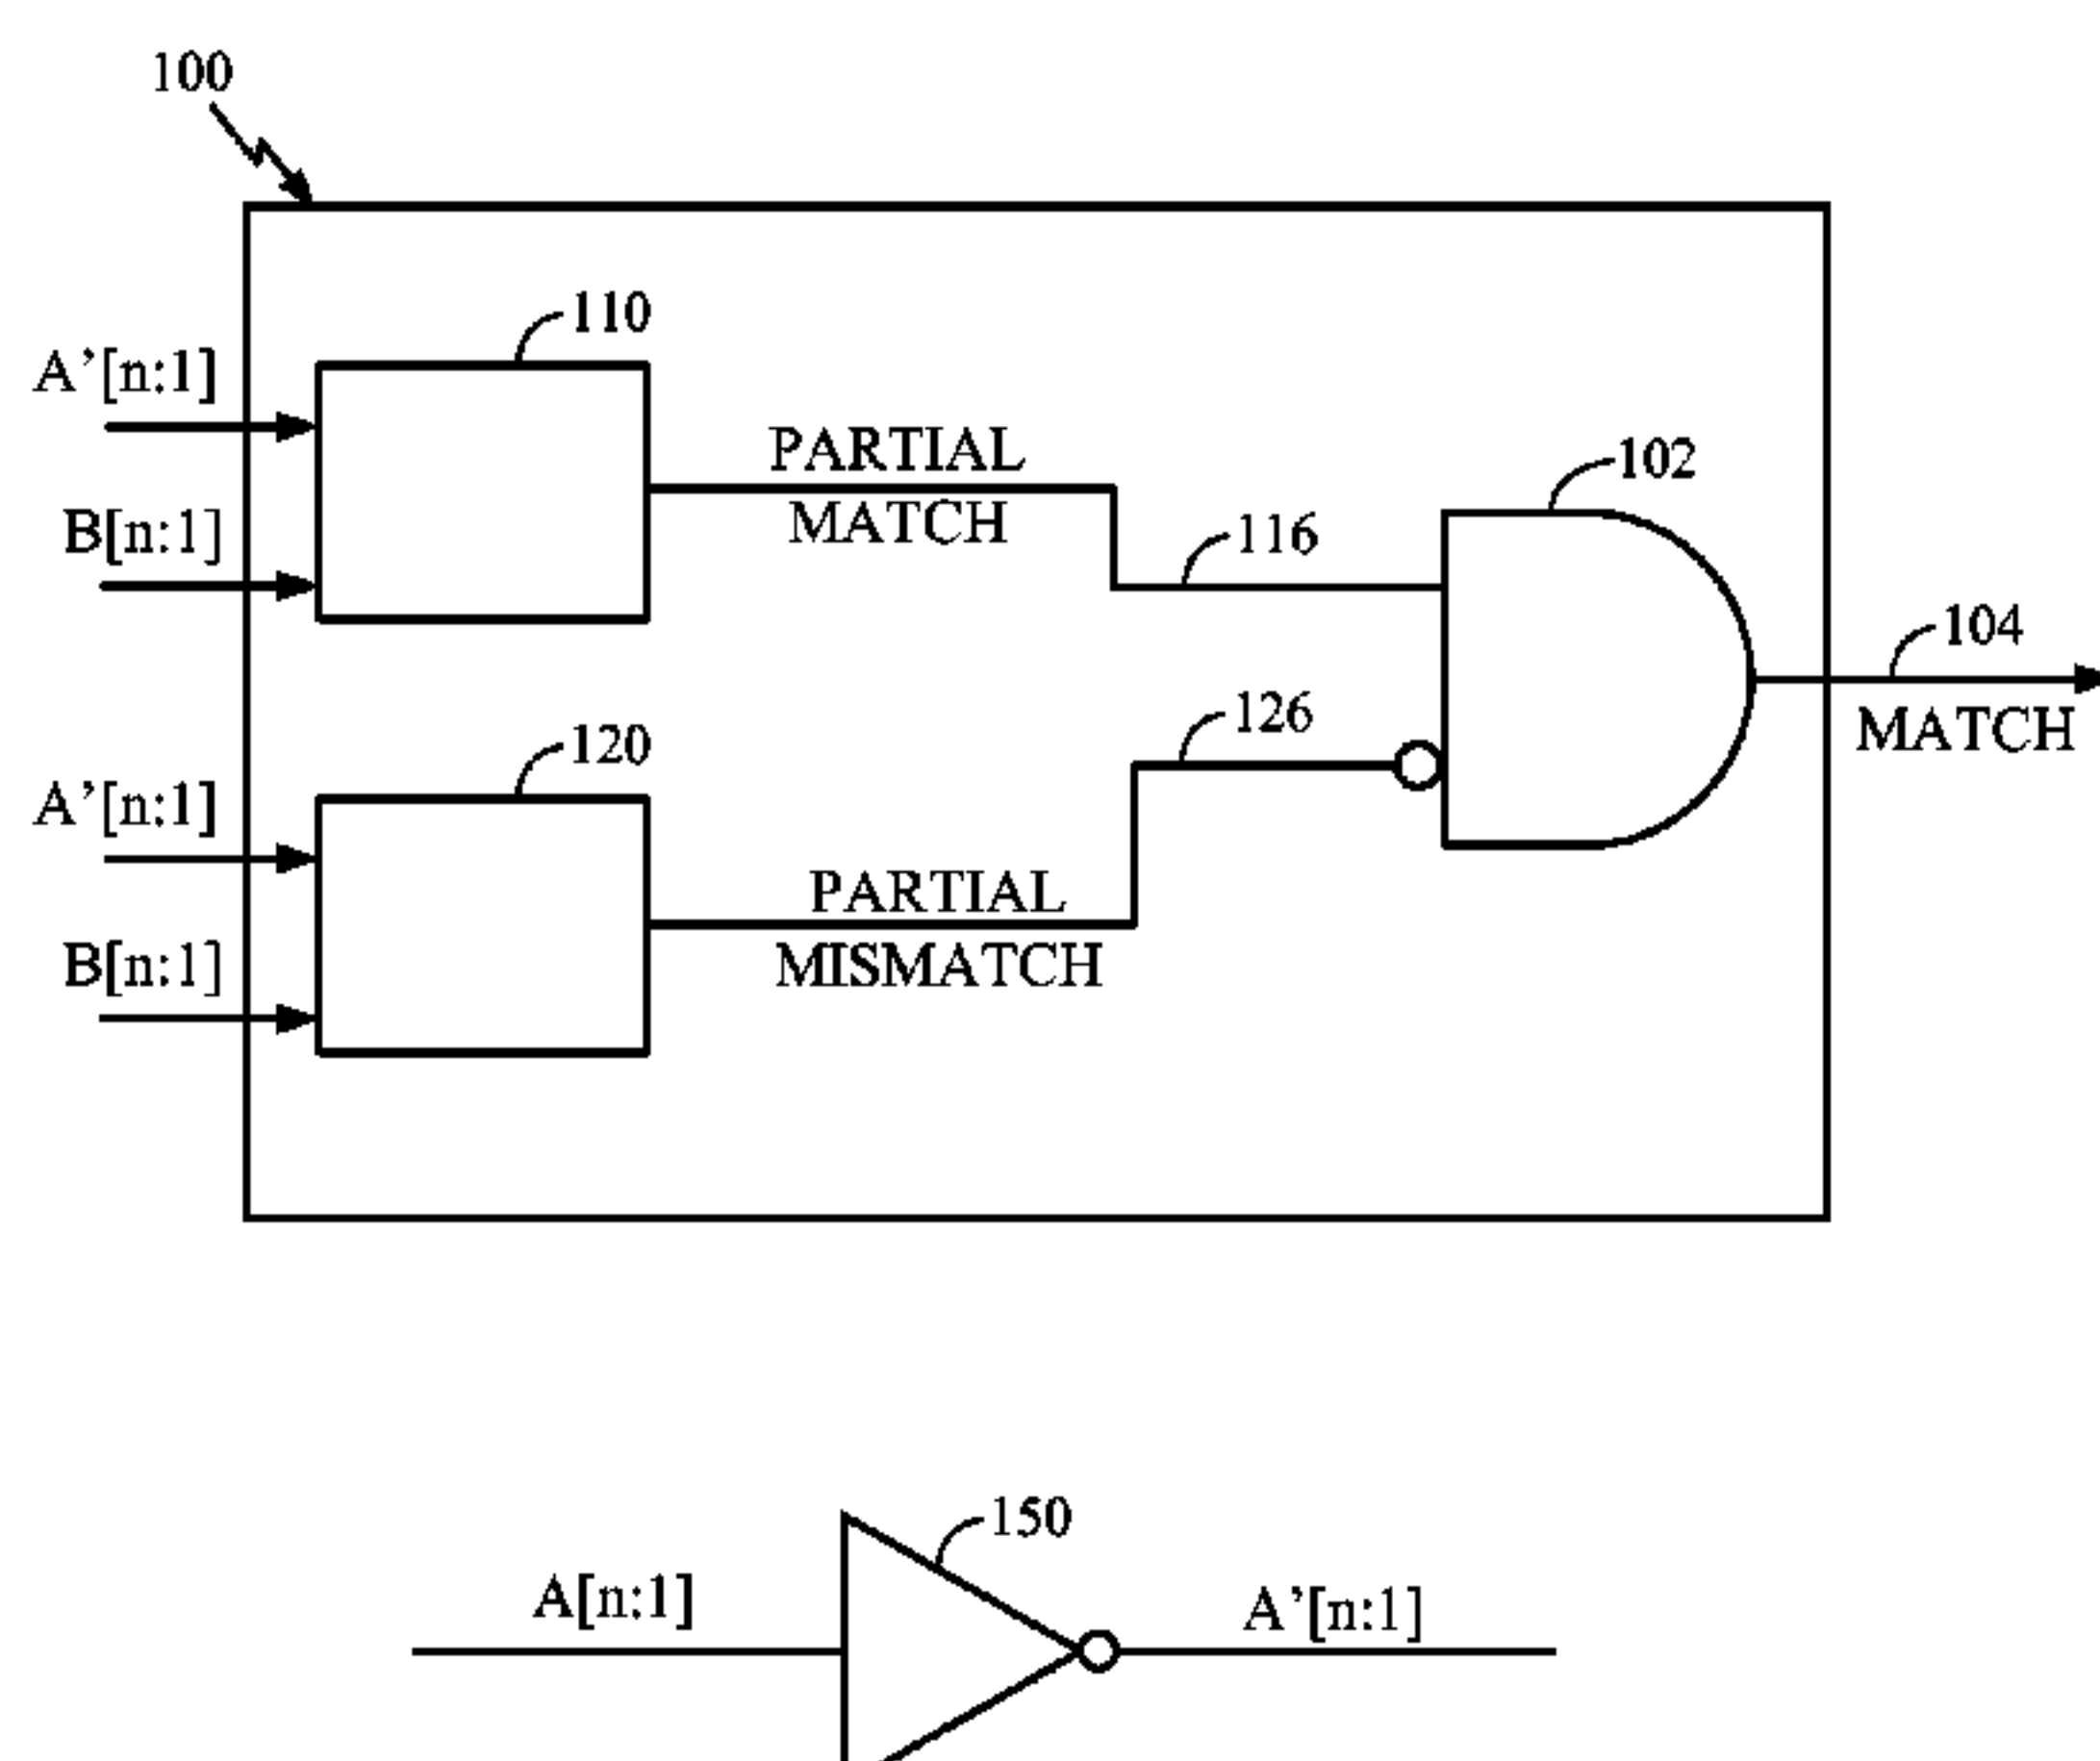 100
110
A’[n:1]
PARTIAL
MATCH
102
B[n:1]
116
104
MATCH
126
120
A’[n:1]
PARTIAL
MISMATCH
B[n:1]
150
A[n:1]
A’[n:1]